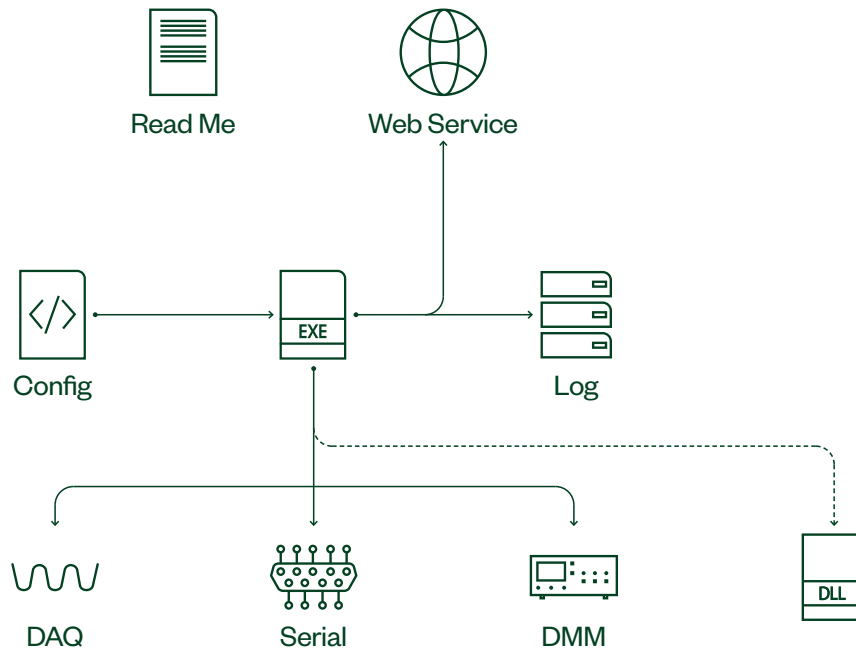 Read Me
Web Service
EXE
Config
Log
DLL
DAQ
Serial
DMM